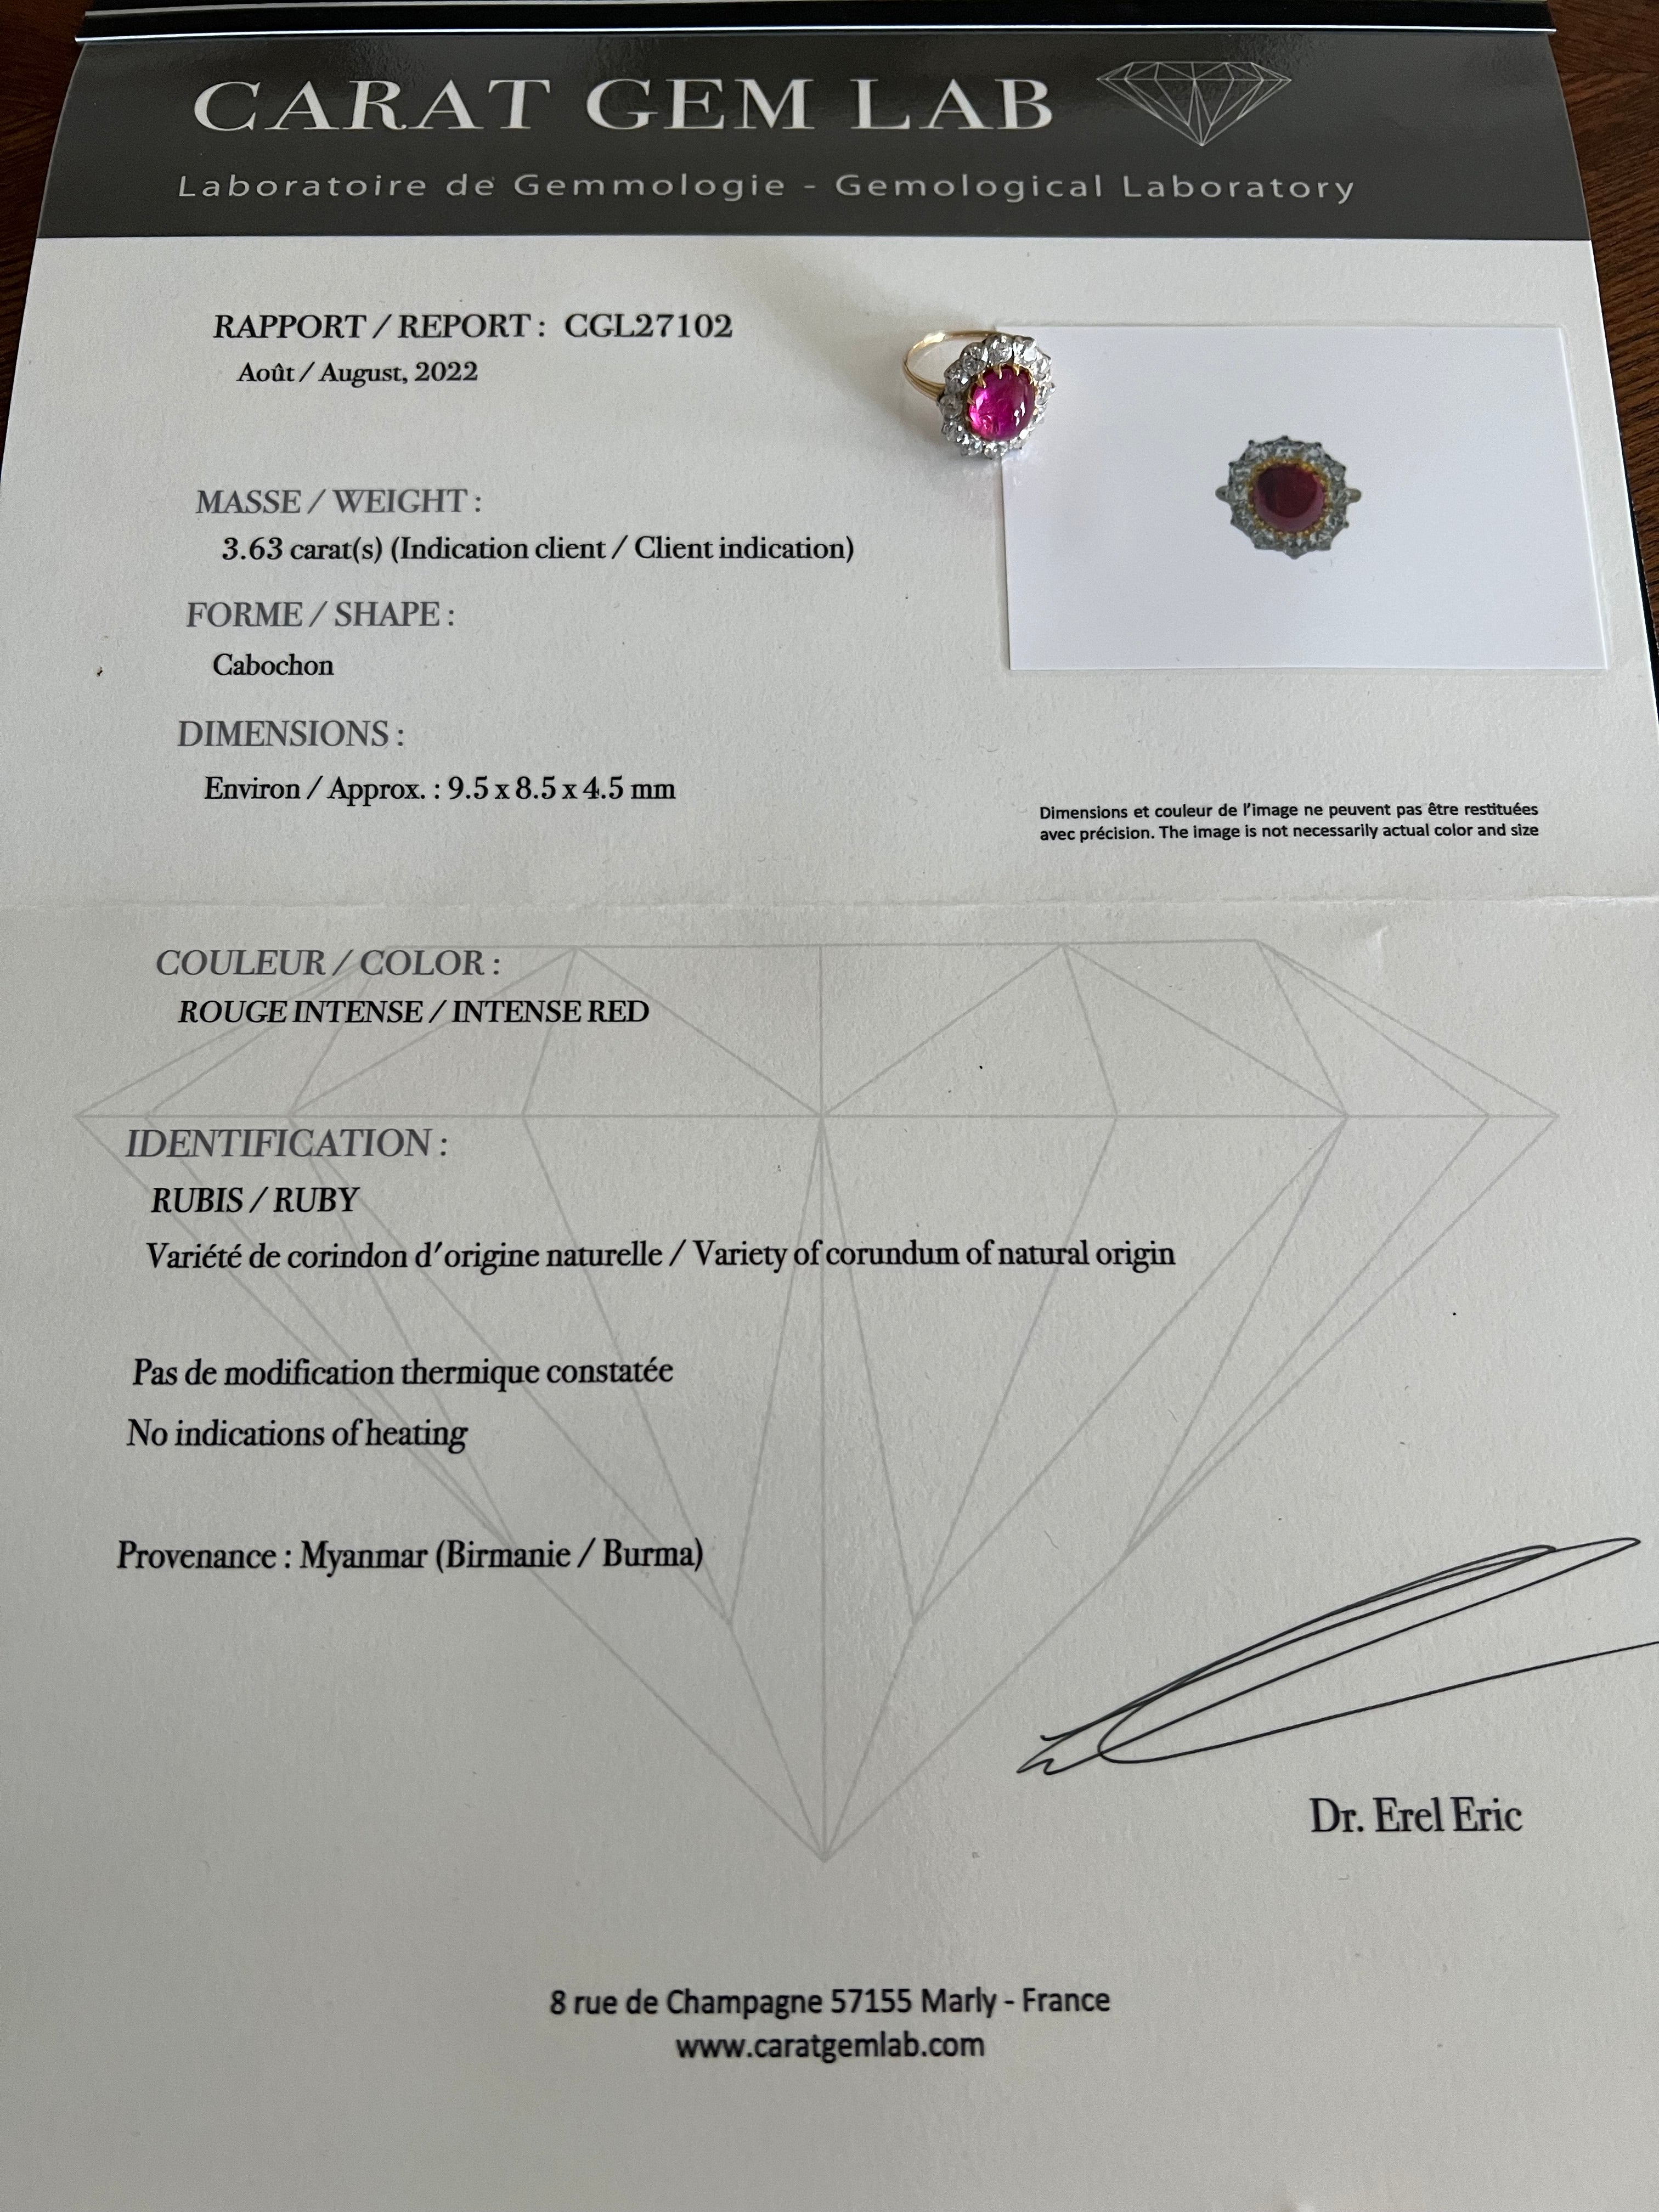 CARAT GEM LAB
Laboratoire de Gemmologie - Gemological Laboratory
RAPPORT / REPORT : CGL27102
Août / August, 2022
MASSE / WEIGHT :
3.63 carat(s) (Indication client / Client indication)
FORME / SHAPE :
Cabochon
DIMENSIONS :
Environ / Approx. : 9.5 x 8.5 x 4.5 mm
Dimensions et couleur de l'image ne peuvent pas être restituées
avec précision. The image is not necessarily actual color and size
COULEUR / COLOR :
ROUGE INTENSE / INTENSE RED
IDENTIFICATION :
RUBIS / RUBY
Variété de corindon d'origine naturelle / Variety of corundum of natural origin
Pas de modification thermique constatée
No indications of heating
Provenance : Myanmar (Birmanie / Burma)
Dr. Erel Eric
8 rue de Champagne 57155 Marly - France
www.caratgemlab.com